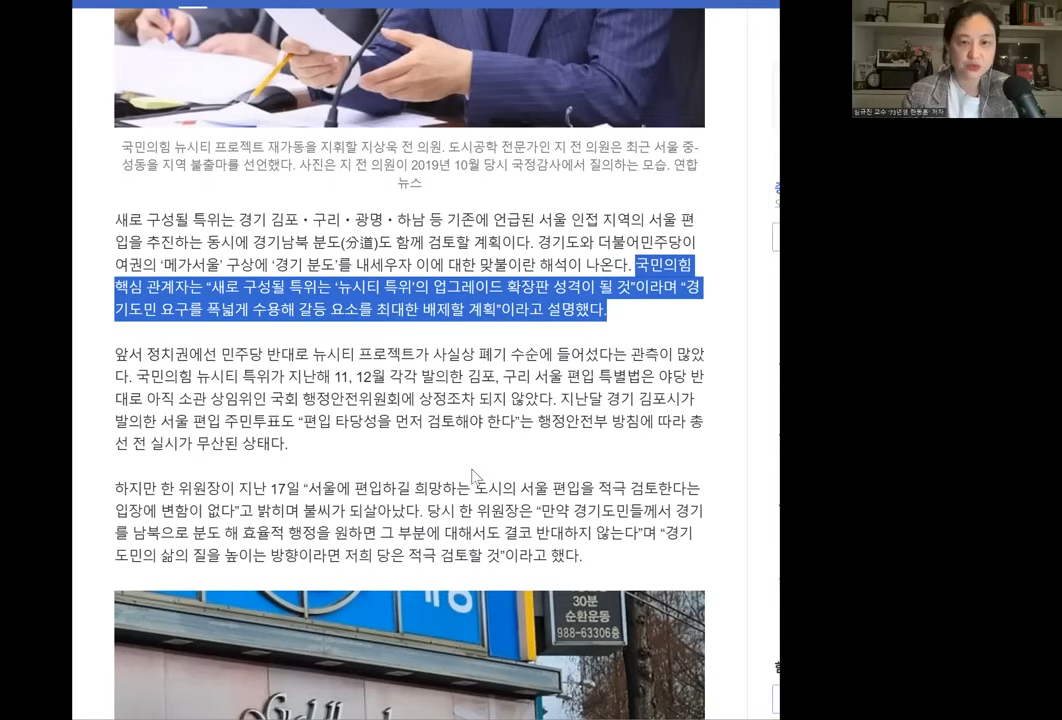 심규진 교수 '73년생 한동훈' 저자
국민의힘 뉴시티 프로젝트 재가동을 지휘할 지상욱 전 의원. 도시공학 전문가인 지 전 의원은 최근 서울 중-
성동을 지역 불출마를 선언했다. 사진은 지 전 의원이 2019년 10월 당시 국정감사에서 질의하는 모습. 연합
뉴스
새로 구성될 특위는 경기 김포・구리・광명・하남 등 기존에 언급된 서울 인접 지역의 서울 편
입을 추진하는 동시에 경기남북 분도(分道)도 함께 검토할 계획이다. 경기도와 더불어민주당이
여권의 ‘메가서울’ 구상에 ‘경기 분도’를 내세우자 이에 대한 맞불이란 해석이 나온다. 국민의힘
핵심 관계자는 “새로 구성될 특위는 ‘뉴시티 특위’의 업그레이드 확장판 성격이 될 것”이라며 “경
기도민 요구를 폭넓게 수용해 갈등 요소를 최대한 배제할 계획”이라고 설명했다.
앞서 정치권에선 민주당 반대로 뉴시티 프로젝트가 사실상 폐기 수순에 들어섰다는 관측이 많았
다. 국민의힘 뉴시티 특위가 지난해 11, 12월 각각 발의한 김포, 구리 서울 편입 특별법은 야당 반
대로 아직 소관 상임위인 국회 행정안전위원회에 상정조차 되지 않았다. 지난달 경기 김포시가
발의한 서울 편입 주민투표도 “편입 타당성을 먼저 검토해야 한다”는 행정안전부 방침에 따라 총
선 전 실시가 무산된 상태다.
하지만 한 위원장이 지난 17일 “서울에 편입하길 희망하는 도시의 서울 편입을 적극 검토한다는
입장에 변함이 없다”고 밝히며 불씨가 되살아났다. 당시 한 위원장은 “만약 경기도민들께서 경기
를 남북으로 분도 해 효율적 행정을 원하면 그 부분에 대해서도 결코 반대하지 않는다”며 “경기
도민의 삶의 질을 높이는 방향이라면 저희 당은 적극 검토할 것”이라고 했다.
30분
순환운동
988-6330
6층